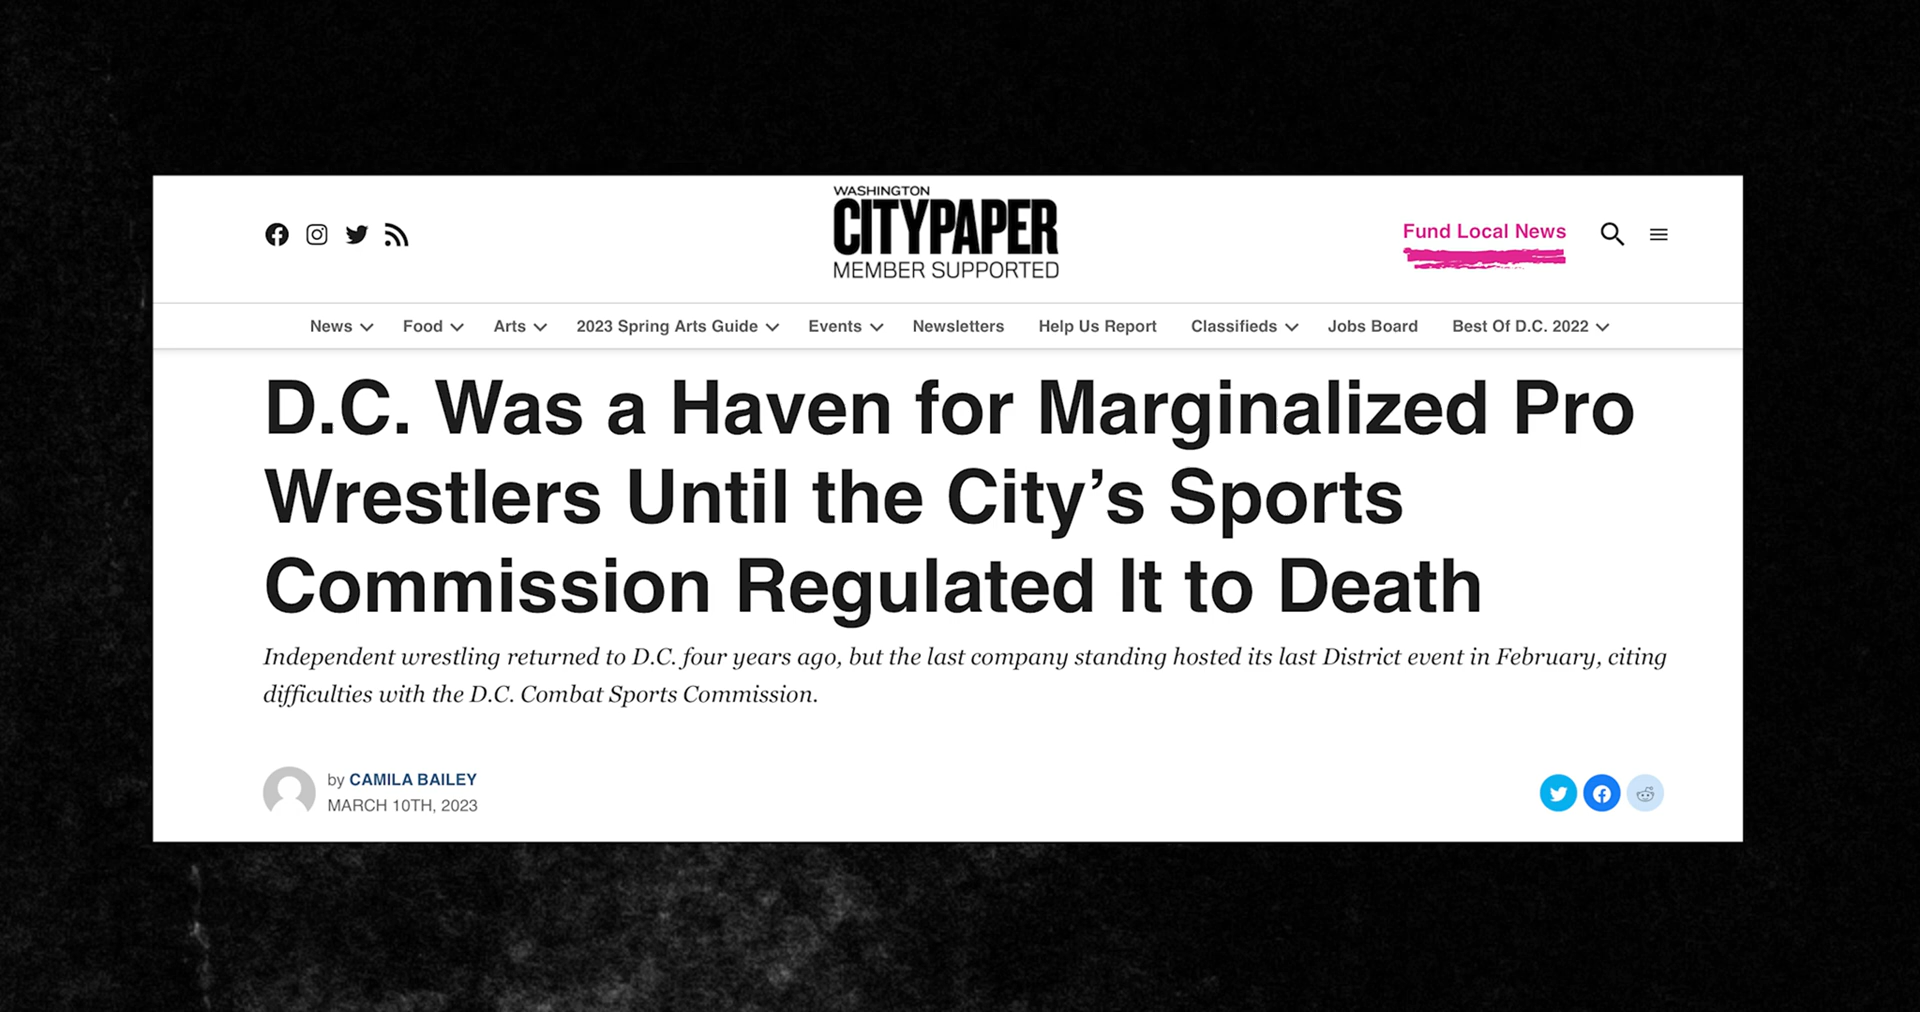 WASHINGTON
CITYPAPER
MEMBER SUPPORTED
Fund Local News
News Food Arts 2023 Spring Arts Guide Events Newsletters Help Us Report Classifieds Jobs Board Best Of D.C. 2022
D.C. Was a Haven for Marginalized Pro
Wrestlers Until the City’s Sports
Commission Regulated It to Death
Independent wrestling returned to D.C. four years ago, but the last company standing hosted its last District event in February, citing
difficulties with the D.C. Combat Sports Commission.
by CAMILA BAILEY
MARCH 10TH, 2023